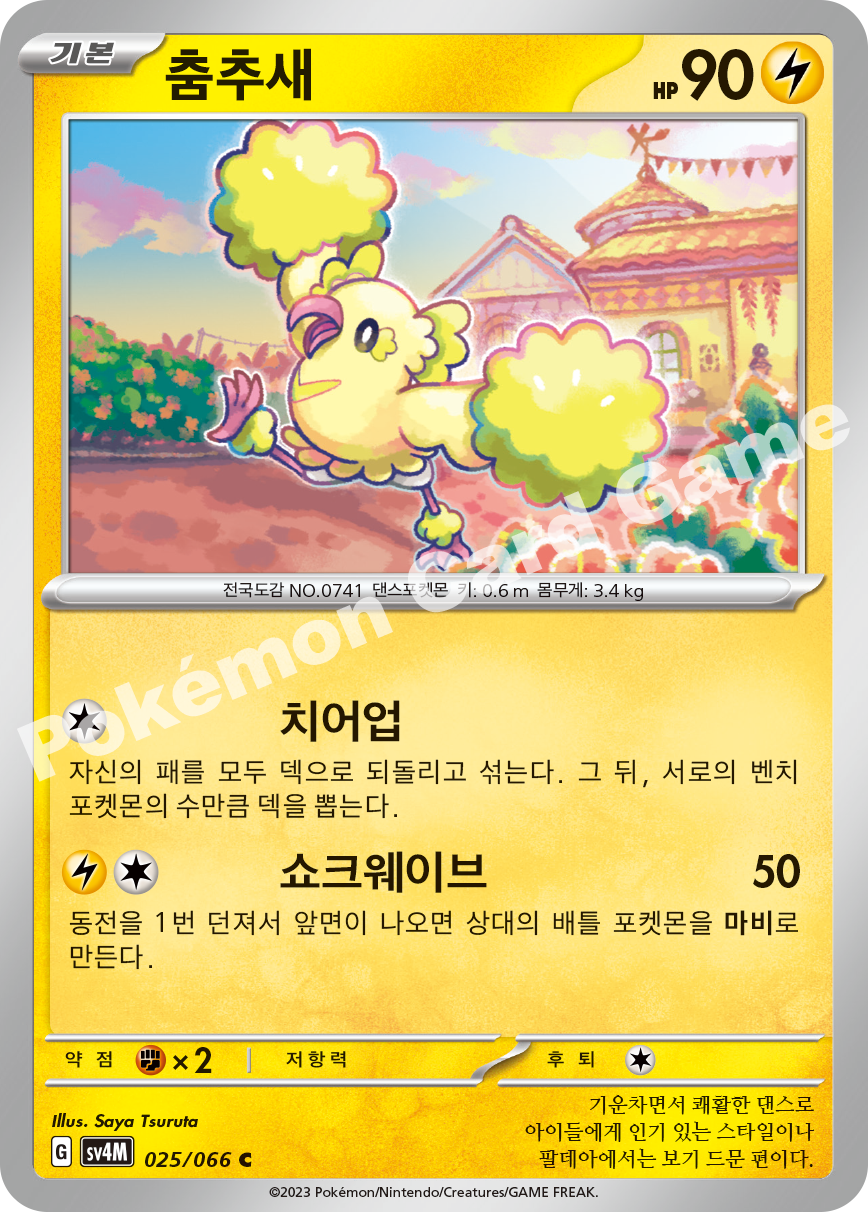 기본
춤추새
HP 90
전국도감 NO.0741 댄스포켓몬 키: 0.6 m 몸무게: 3.4 kg
치어업
자신의 패를 모두 덱으로 되돌리고 섞는다. 그 뒤, 서로의 벤치
포켓몬의 수만큼 덱을 뽑는다.
쇼크웨이브 50
동전을 1번 던져서 앞면이 나오면 상대의 배틀 포켓몬을 마비로
만든다.
약점 ×2 저항력 후퇴
Illus. Saya Tsuruta
G sv4M 025/066 C
기운차면서 쾌활한 댄스로
아이들에게 인기 있는 스타일이나
팔데아에서는 보기 드문 편이다.
©2023 Pokémon/Nintendo/Creatures/GAME FREAK.
Pokémon Card Game